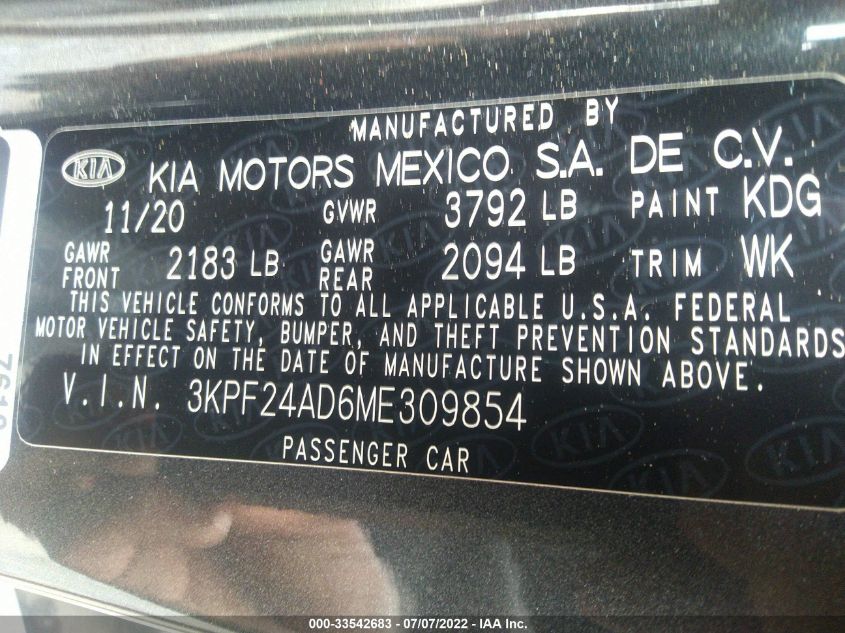 MANUFACTURED BY
KIA KIA MOTORS MEXICO S.A. DE C.V.
11/20 GVWR 3792 LB PAINT KDG
GAWR FRONT 2183 LB GAWR REAR 2094 LB TRIM WK
THIS VEHICLE CONFORMS TO ALL APPLICABLE U.S.A. FEDERAL
MOTOR VEHICLE SAFETY, BUMPER, AND THEFT PREVENTION STANDARDS
IN EFFECT ON THE DATE OF MANUFACTURE SHOWN ABOVE.
V.I.N. 3KPF24AD6ME309854
PASSENGER CAR
000-33542683 - 07/07/2022 - IAA Inc.